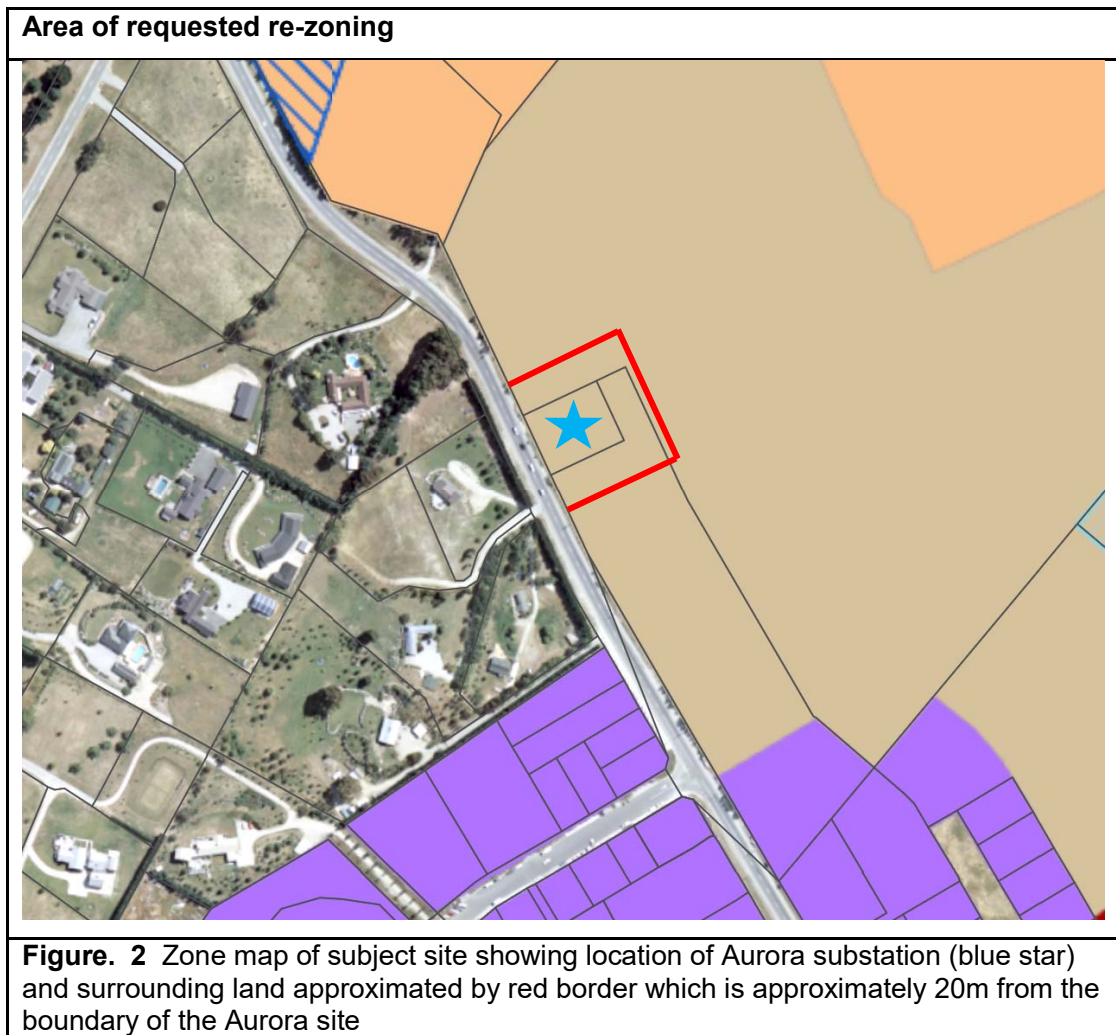 Area of requested re-zoning
Figure. 2 Zone map of subject site showing location of Aurora substation (blue star)
and surrounding land approximated by red border which is approximately 20m from the
boundary of the Aurora site